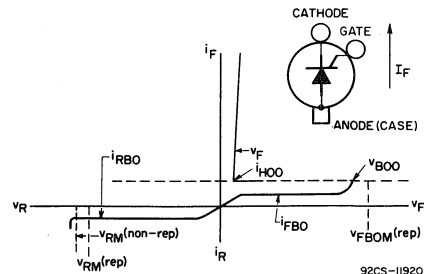 CATHODE
GATE
I_F
ANODE (CASE)
i_F
v_F
i_HOO
i_RBO
v_BOO
v_R
v_F
i_FBO
v_RM(non-rep)
v_RM(rep)
i_R
v_FBOM(rep)
92CS-11920